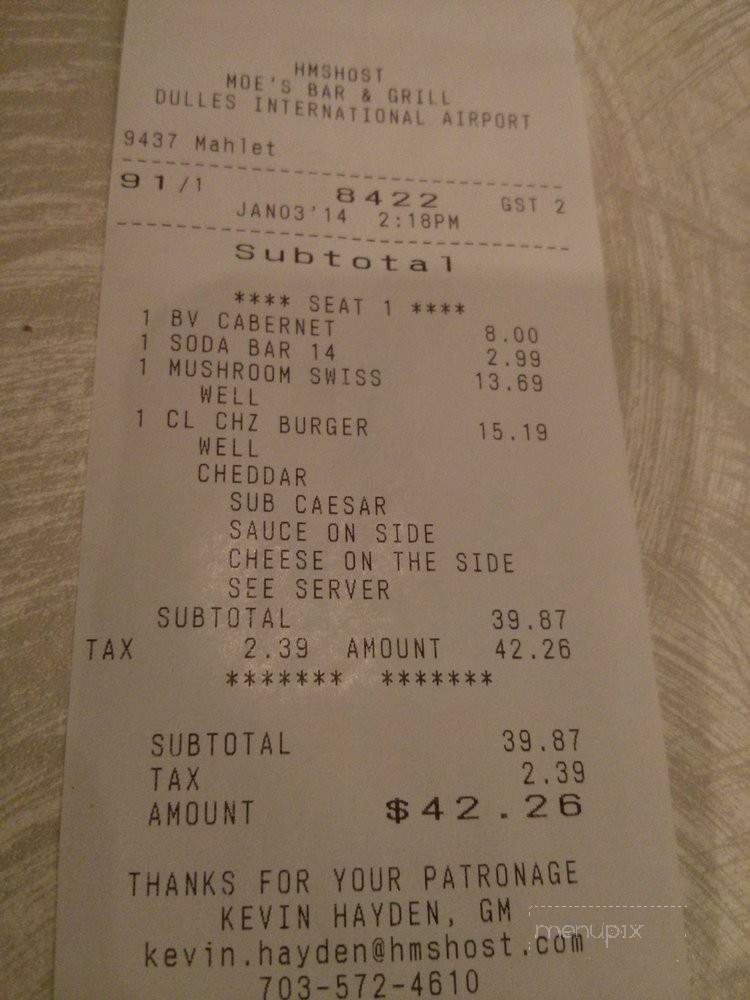 HMSHOST
MOE'S BAR & GRILL
DULLES INTERNATIONAL AIRPORT
9437 Mahlet
91/1 8422 GST 2
JAN03'14 2:18PM
Subtotal
**** SEAT 1 ****
1 BV CABERNET 8.00
1 SODA BAR 14 2.99
1 MUSHROOM SWISS 13.69
WELL
1 CL CHZ BURGER 15.19
WELL
CHEDDAR
SUB CAESAR
SAUCE ON SIDE
CHEESE ON THE SIDE
SEE SERVER
SUBTOTAL 39.87
TAX 2.39 AMOUNT 42.26
******* *******
SUBTOTAL 39.87
TAX 2.39
AMOUNT $42.26
THANKS FOR YOUR PATRONAGE
KEVIN HAYDEN, GM
kevin.hayden@hmshost.com
703-572-4610
menupix